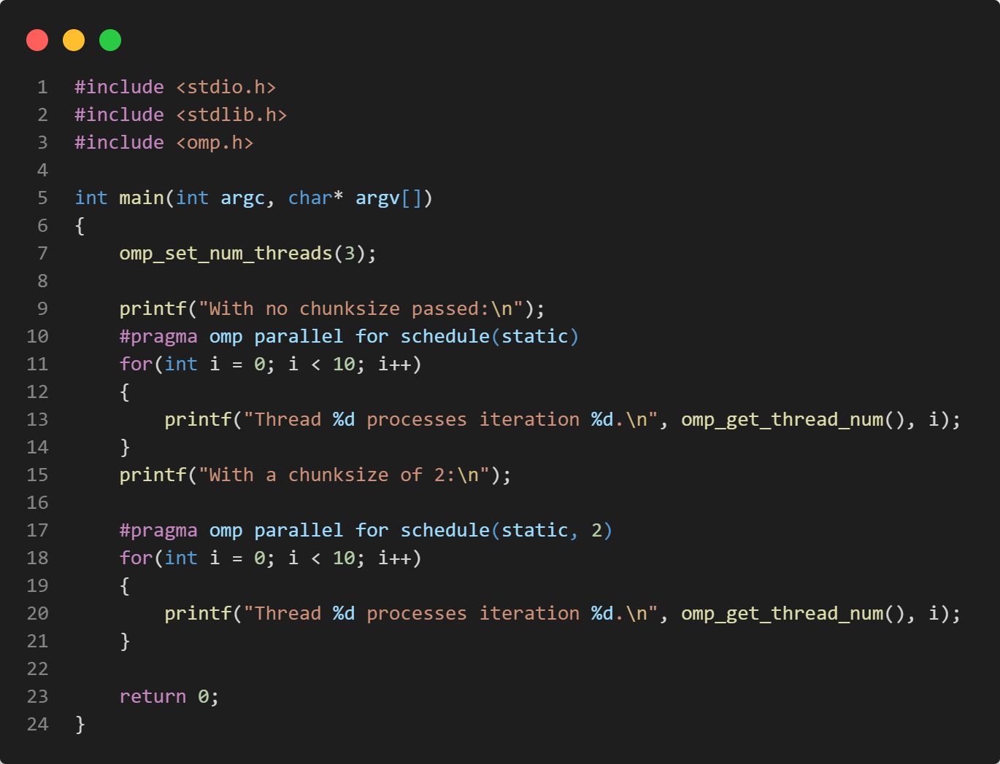 1 #include <stdio.h>
2 #include <stdlib.h>
3 #include <omp.h>
4
5 int main(int argc, char* argv[])
6 {
7     omp_set_num_threads(3);
8
9     printf("With no chunksize passed:\n");
10     #pragma omp parallel for schedule(static)
11     for(int i = 0; i < 10; i++)
12     {
13         printf("Thread %d processes iteration %d.\n", omp_get_thread_num(), i);
14     }
15     printf("With a chunksize of 2:\n");
16
17     #pragma omp parallel for schedule(static, 2)
18     for(int i = 0; i < 10; i++)
19     {
20         printf("Thread %d processes iteration %d.\n", omp_get_thread_num(), i);
21     }
22
23     return 0;
24 }